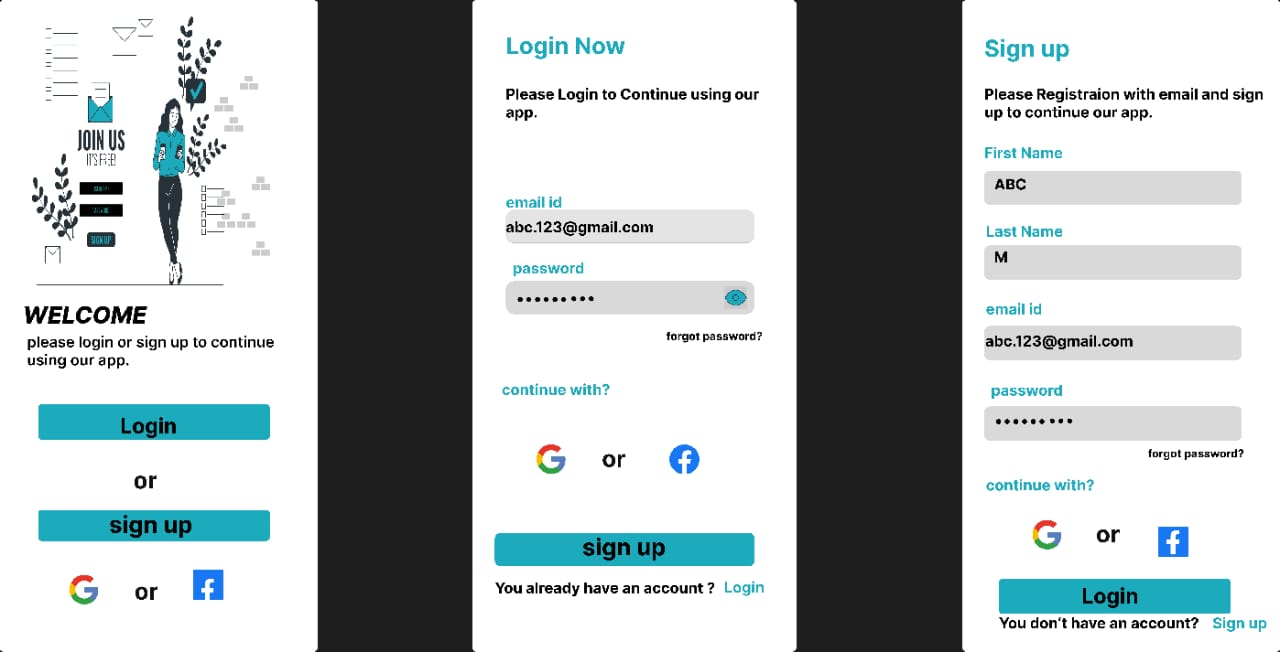 JOIN US
IT'S FREE!
SIGN UP
WELCOME
please login or sign up to continue
using our app.
Login
or
sign up
or
Login Now
Please Login to Continue using our
app.
email id
abc.123@gmail.com
password
•••••••••
forgot password?
continue with?
or
sign up
You already have an account ? Login
Sign up
Please Registraion with email and sign
up to continue our app.
First Name
ABC
Last Name
M
email id
abc.123@gmail.com
password
•••••••••
forgot password?
continue with?
or
Login
You don't have an account? Sign up